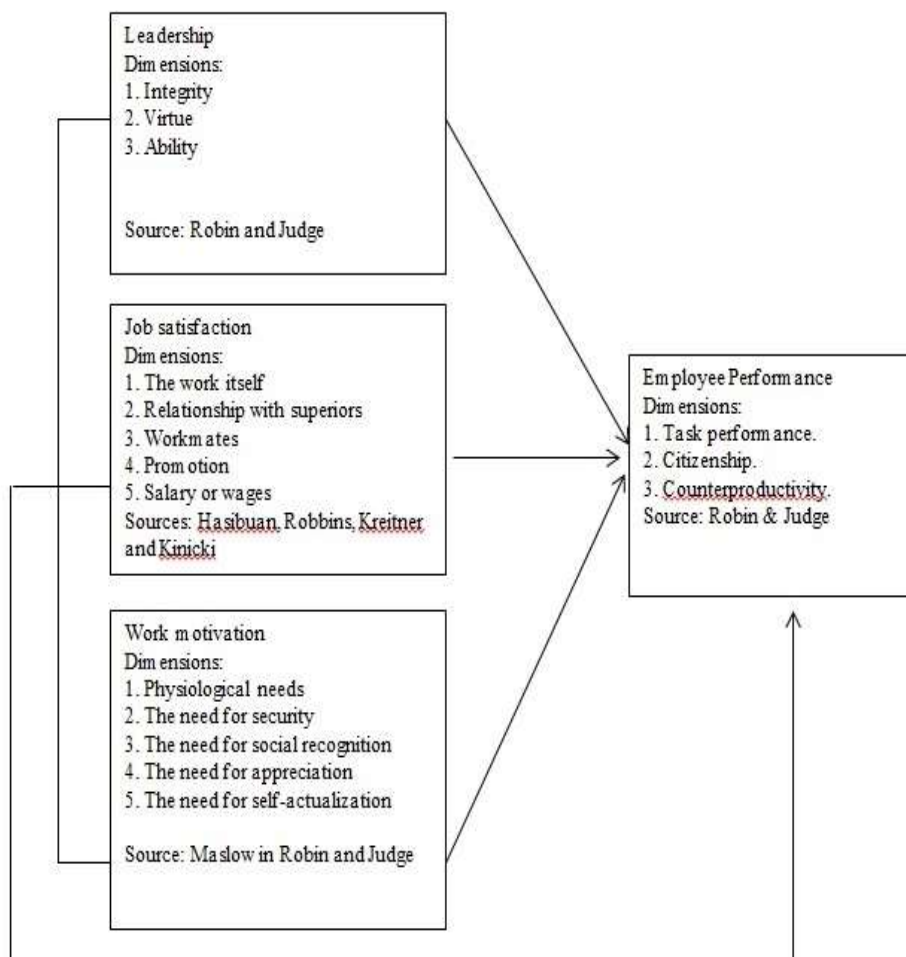 Leadership
Dimensions:
1. Integrity
2. Virtue
3. Ability
Source: Robin and Judge
Job satisfaction
Dimensions:
1. The work itself
2. Relationship with superiors
3. Workmates
4. Promotion
5. Salary or wages
Sources: Hasibuan, Robbins, Kreitner
and Kinicki
Work motivation
Dimensions:
1. Physiological needs
2. The need for security
3. The need for social recognition
4. The need for appreciation
5. The need for self-actualization
Source: Maslow in Robin and Judge
Employee Performance
Dimensions:
1. Task performance.
2. Citizenship.
3. Counterproductivity.
Source: Robin & Judge